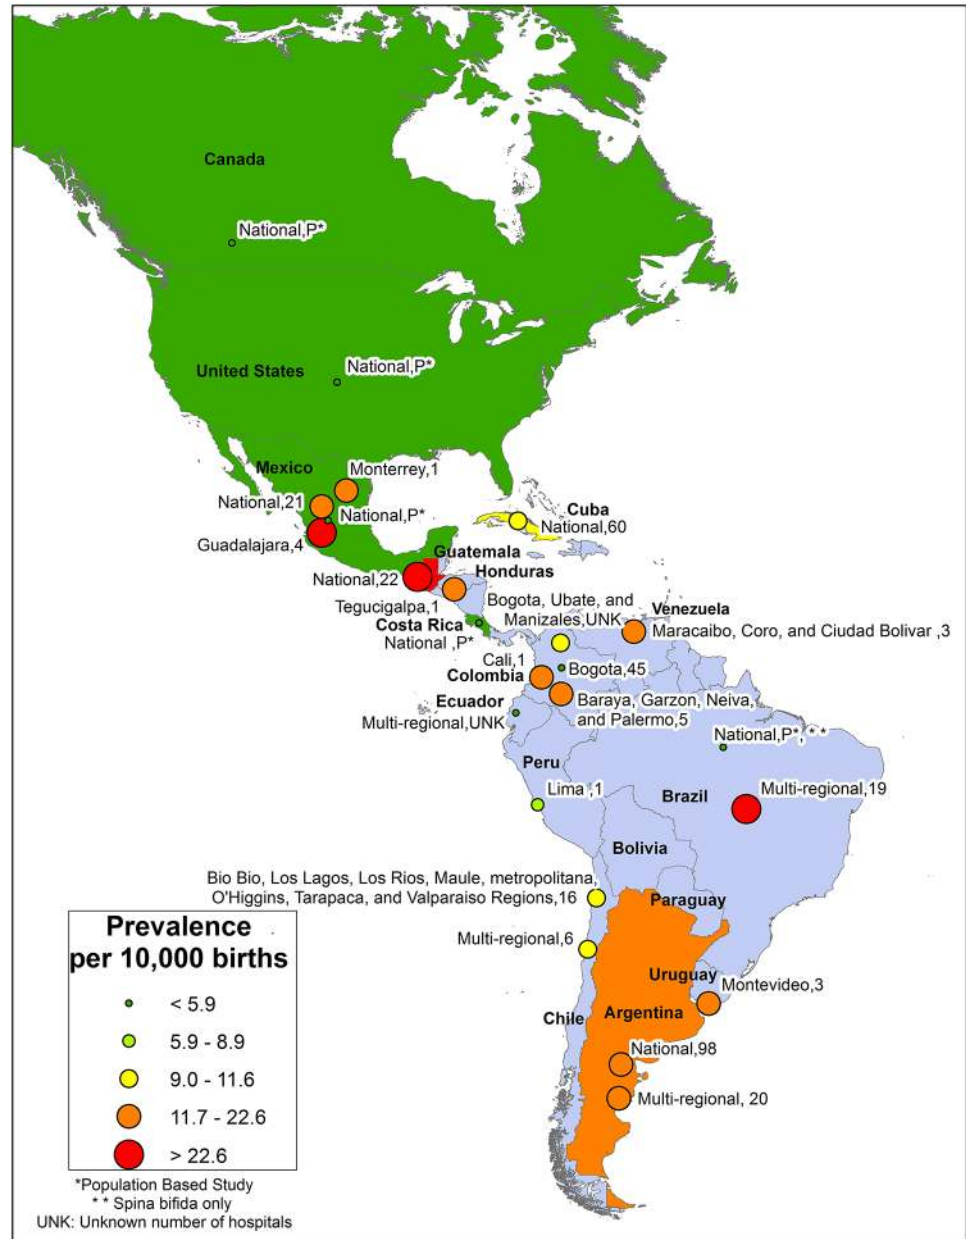 Canada
National,P*
United States
National,P*
Mexico
Monterrey,1
National,21
National,P*
Guadalajara,4
Cuba
National,60
Guatemala
National,22
Honduras
Tegucigalpa,1
Costa Rica
National ,P*
Bogota, Ubate, and
Manizales,UNK
Venezuela
Maracaibo, Coro, and Ciudad Bolivar ,3
Cali,1
Bogota,45
Colombia
Baraya, Garzon, Neiva,
and Palermo,5
Ecuador
Multi-regional,UNK
National,P*, * *
Peru
Lima ,1
Brazil
Multi-regional,19
Bolivia
Bio Bio, Los Lagos, Los Rios, Maule, metropolitana,
O'Higgins, Tarapaca, and Valparaiso Regions,16
Paraguay
Multi-regional,6
Uruguay
Montevideo,3
Chile
Argentina
National,98
Multi-regional, 20
Prevalence
per 10,000 births
< 5.9
5.9 - 8.9
9.0 - 11.6
11.7 - 22.6
> 22.6
*Population Based Study
* * Spina bifida only
UNK: Unknown number of hospitals